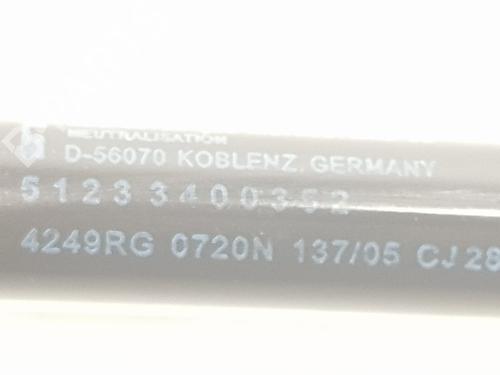 NEUTRALISATION
D-56070 KOBLENZ, GERMANY
51233400352
4249RG 0720N 137/05 CJ28